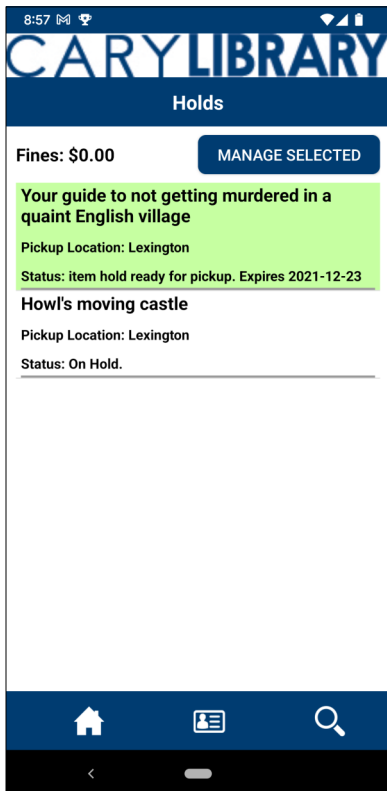 8:57
CARYLIBRARY
Holds
Fines: $0.00
MANAGE SELECTED
Your guide to not getting murdered in a
quaint English village
Pickup Location: Lexington
Status: item hold ready for pickup. Expires 2021-12-23
Howl's moving castle
Pickup Location: Lexington
Status: On Hold.